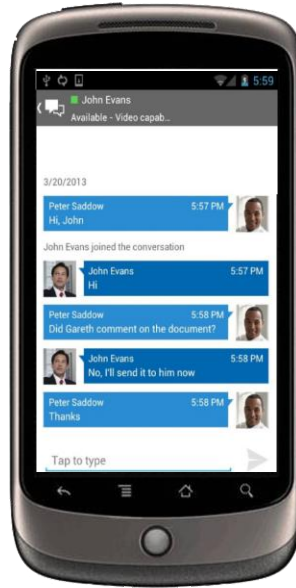 5:59
John Evans
Available - Video capab...
3/20/2013
Peter Saddow 5:57 PM
Hi, John
John Evans joined the conversation
John Evans 5:57 PM
Hi
Peter Saddow 5:58 PM
Did Gareth comment on the document?
John Evans 5:58 PM
No, I'll send it to him now
Peter Saddow 5:58 PM
Thanks
Tap to type